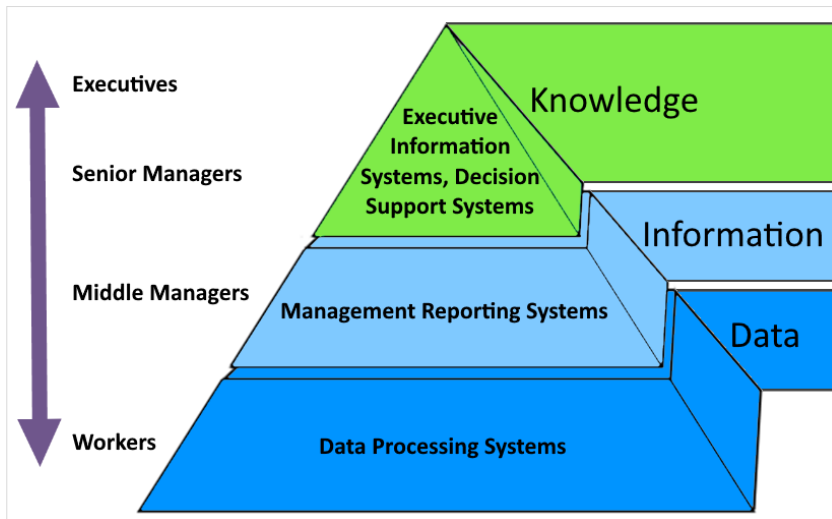 Executives
Senior Managers
Middle Managers
Workers
Executive
Information
Systems, Decision
Support Systems
Management Reporting Systems
Data Processing Systems
Knowledge
Information
Data